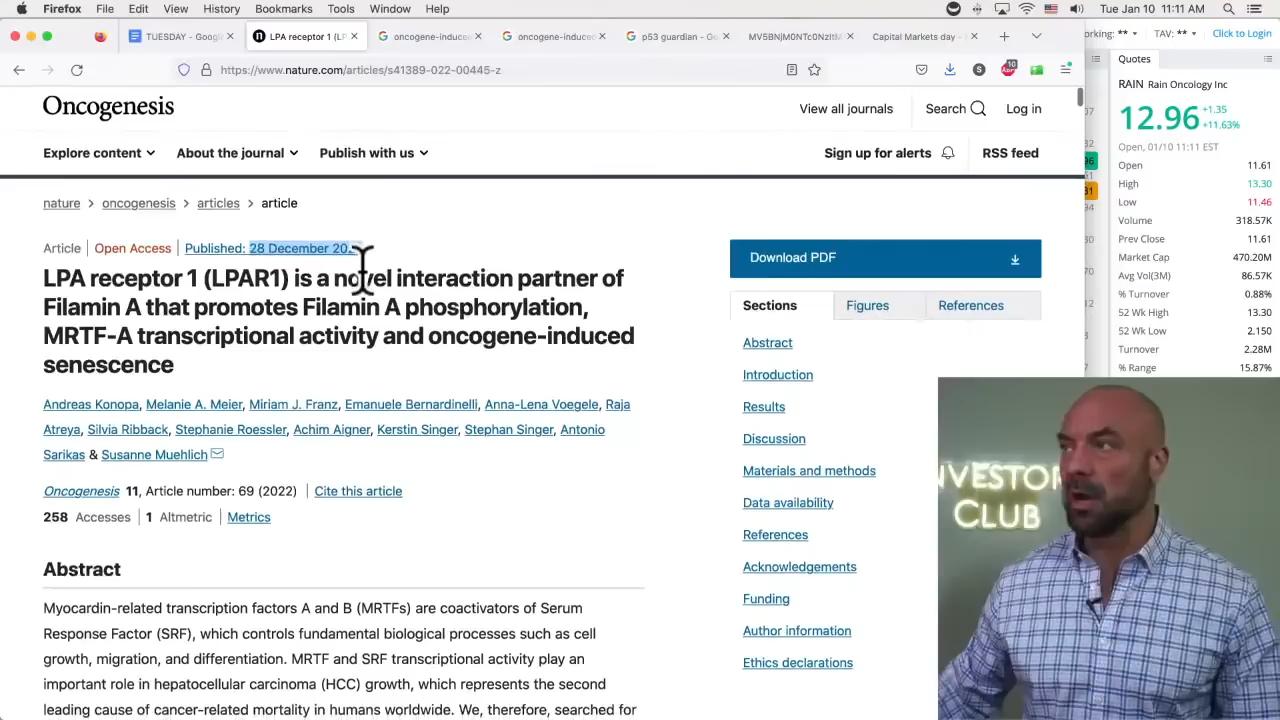 Firefox File Edit View History Bookmarks Tools Window Help
Tue Jan 10 11:11 AM
TUESDAY - Google
LPA receptor 1 (LP
oncogene-induced
oncogene-induced
p53 guardian - Go
MV5BNjM0NTc0NzItM
Capital Markets day -
TAV: **
Click to Login
https://www.nature.com/articles/s41389-022-00445-z
10
Oncogenesis
View all journals
Search
Log in
Explore content
About the journal
Publish with us
Sign up for alerts
RSS feed
nature > oncogenesis > articles > article
Article | Open Access | Published: 28 December 20
LPA receptor 1 (LPAR1) is a novel interaction partner of
Filamin A that promotes Filamin A phosphorylation,
MRTF-A transcriptional activity and oncogene-induced
senescence
Andreas Konopa, Melanie A. Meier, Miriam J. Franz, Emanuele Bernardinelli, Anna-Lena Voegele, Raja
Atreya, Silvia Ribback, Stephanie Roessler, Achim Aigner, Kerstin Singer, Stephan Singer, Antonio
Sarikas & Susanne Muehlich
Oncogenesis 11, Article number: 69 (2022) | Cite this article
258 Accesses | 1 Altmetric | Metrics
Abstract
Myocardin-related transcription factors A and B (MRTFs) are coactivators of Serum
Response Factor (SRF), which controls fundamental biological processes such as cell
growth, migration, and differentiation. MRTF and SRF transcriptional activity play an
important role in hepatocellular carcinoma (HCC) growth, which represents the second
leading cause of cancer-related mortality in humans worldwide. We, therefore, searched for
Download PDF
Sections
Figures
References
Abstract
Introduction
Results
Discussion
Materials and methods
Data availability
References
Acknowledgements
Funding
Author information
Ethics declarations
Quotes
RAIN Rain Oncology Inc
12.96 +1.35
+11.63%
Open, 01/10 11:11 EST
Open 11.61
High 13.30
Low 11.46
Volume 318.57K
Prev Close 11.61
Market Cap 470.20M
Avg Vol(3M) 86.57K
% Turnover 0.88%
52 Wk High 13.30
52 Wk Low 2.150
Turnover 2.28M
% Range 15.87%
INVESTOR
CLUB